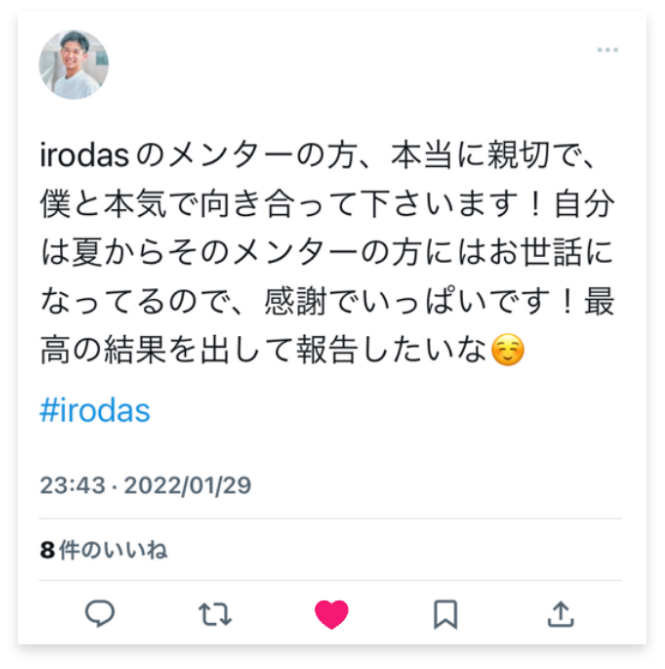 irodasのメンターの方、本当に親切で、
僕と本気で向き合って下さいます！自分
は夏からそのメンターの方にはお世話に
なってるので、感謝でいっぱいです！最
高の結果を出して報告したいな☺️
#irodas
23:43 · 2022/01/29
8件のいいね